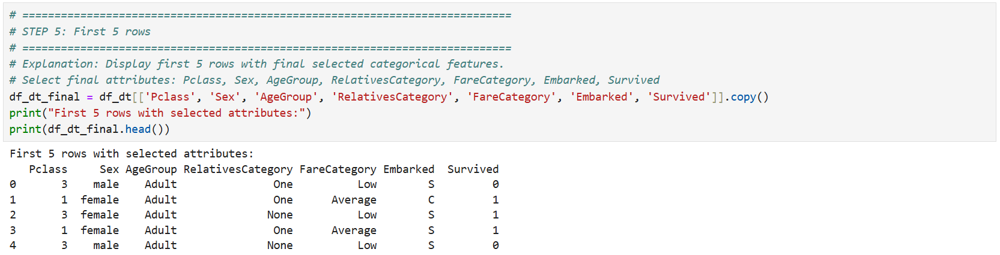 # ============================================================================
# STEP 5: First 5 rows
# ============================================================================
# Explanation: Display first 5 rows with final selected categorical features.
# Select final attributes: Pclass, Sex, AgeGroup, RelativesCategory, FareCategory, Embarked, Survived
df_dt_final = df_dt[['Pclass', 'Sex', 'AgeGroup', 'RelativesCategory', 'FareCategory', 'Embarked', 'Survived']].copy()
print("First 5 rows with selected attributes:")
print(df_dt_final.head())
First 5 rows with selected attributes:
   Pclass     Sex AgeGroup RelativesCategory FareCategory Embarked  Survived
0       3    male    Adult               One          Low        S         0
1       1  female    Adult               One      Average        C         1
2       3  female    Adult              None          Low        S         1
3       1  female    Adult               One      Average        S         1
4       3    male    Adult              None          Low        S         0